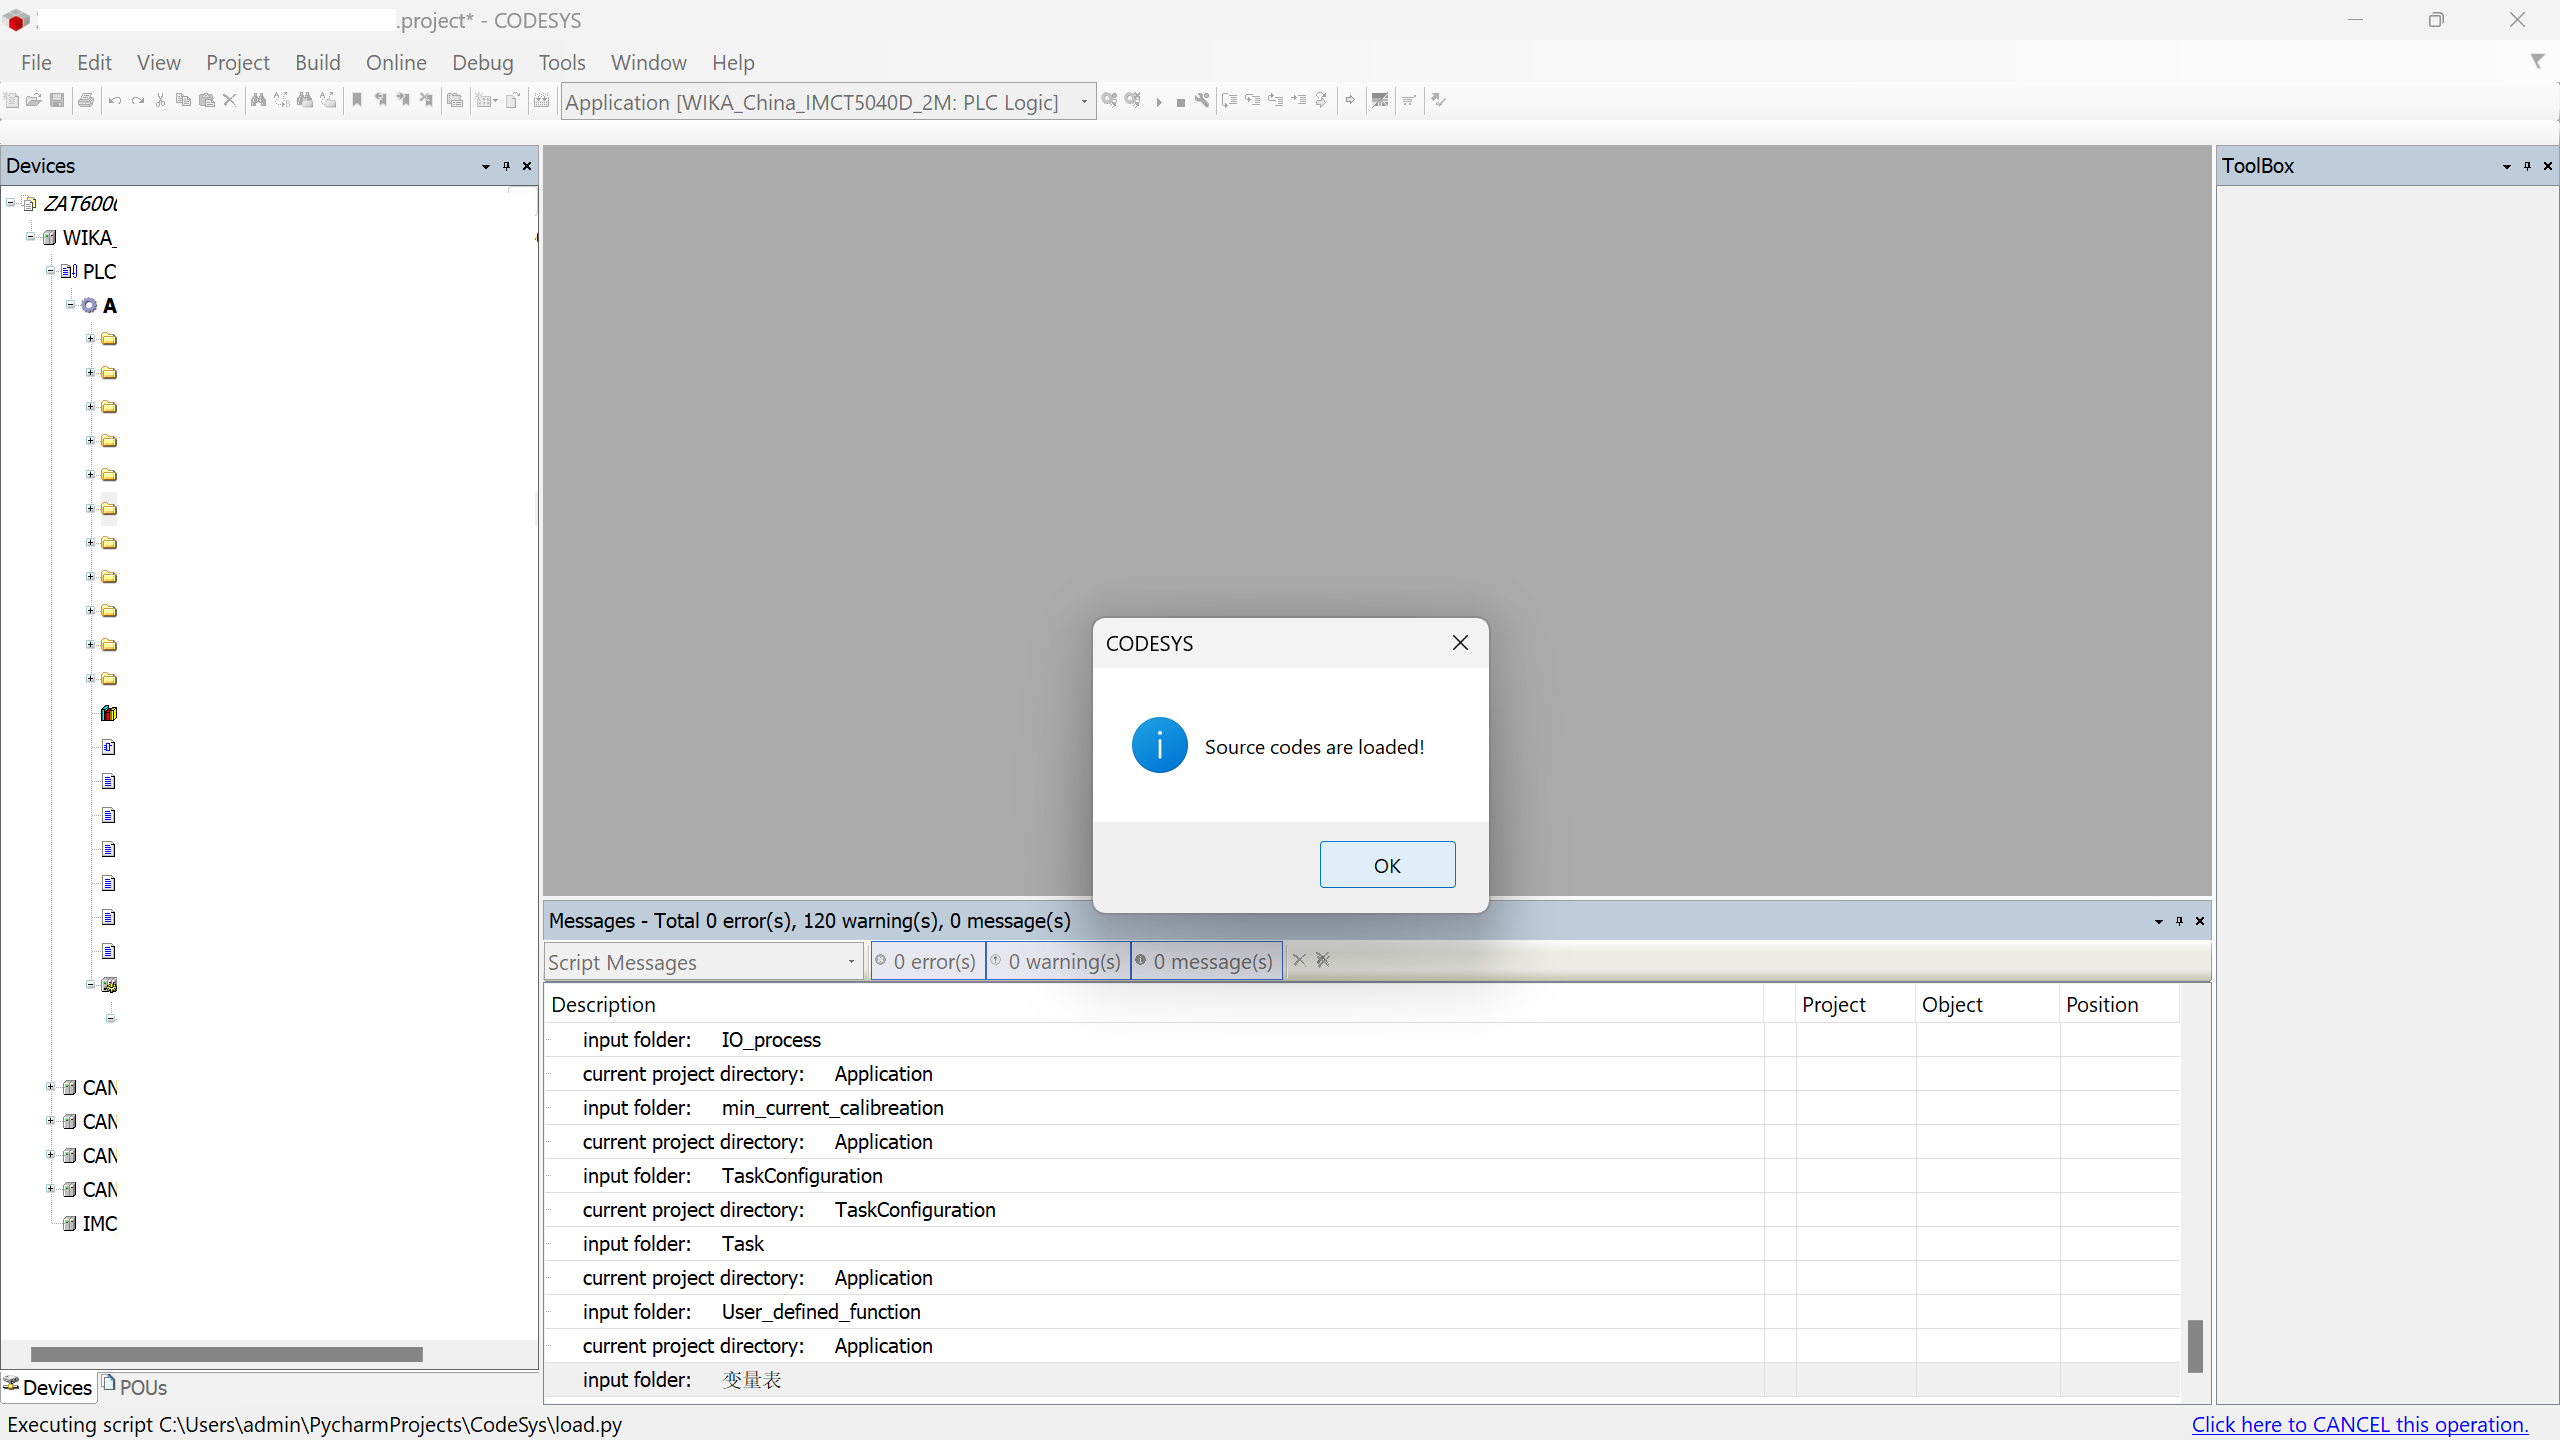 .project* - CODESYS
File Edit View Project Build Online Debug Tools Window Help
Application [WIKA_China_IMCT5040D_2M: PLC Logic]
Devices
ZAT600
WIKA_
PLC
A
CAN
CAN
CAN
CAN
IMC
Devices POUs
ToolBox
CODESYS
Source codes are loaded!
OK
Messages - Total 0 error(s), 120 warning(s), 0 message(s)
Script Messages 0 error(s) 0 warning(s) 0 message(s)
Description Project Object Position
input folder: IO_process
current project directory: Application
input folder: min_current_calibreation
current project directory: Application
input folder: TaskConfiguration
current project directory: TaskConfiguration
input folder: Task
current project directory: Application
input folder: User_defined_function
current project directory: Application
input folder: 变量表
Executing script C:\Users\admin\PycharmProjects\CodeSys\load.py
Click here to CANCEL this operation.